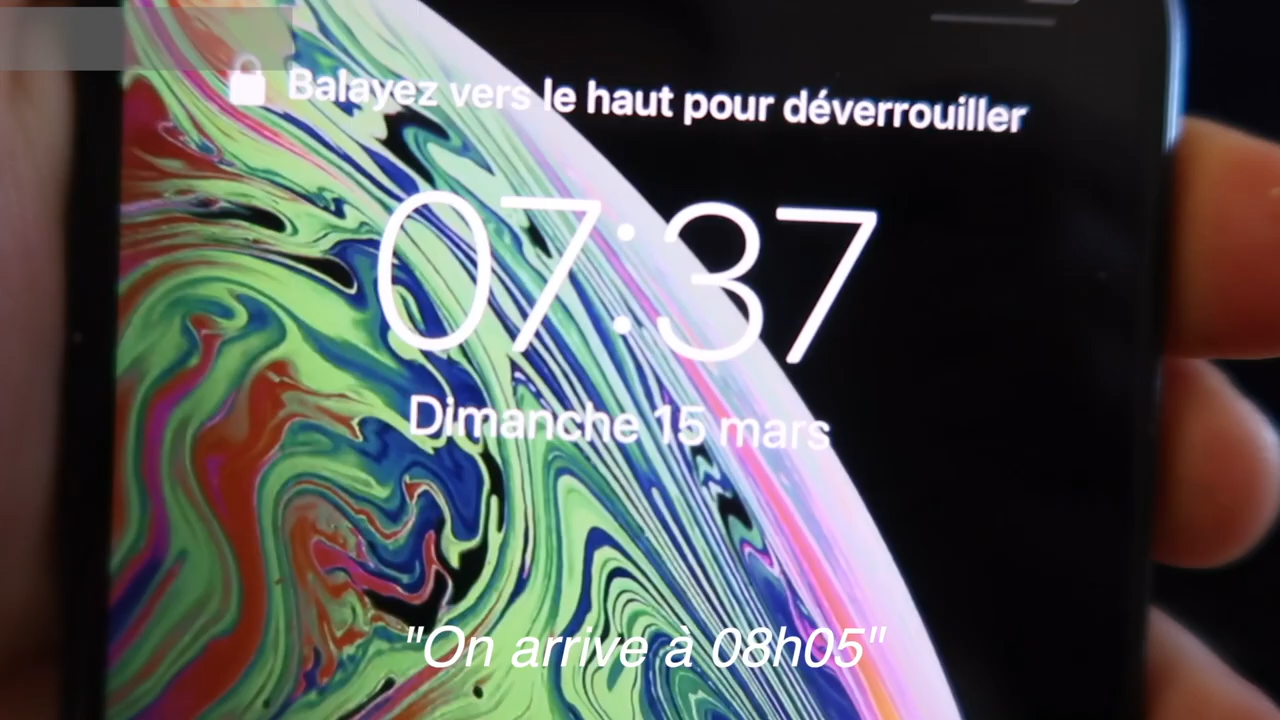 Balayez vers le haut pour déverrouiller
07:37
Dimanche 15 mars
"On arrive à 08h05"